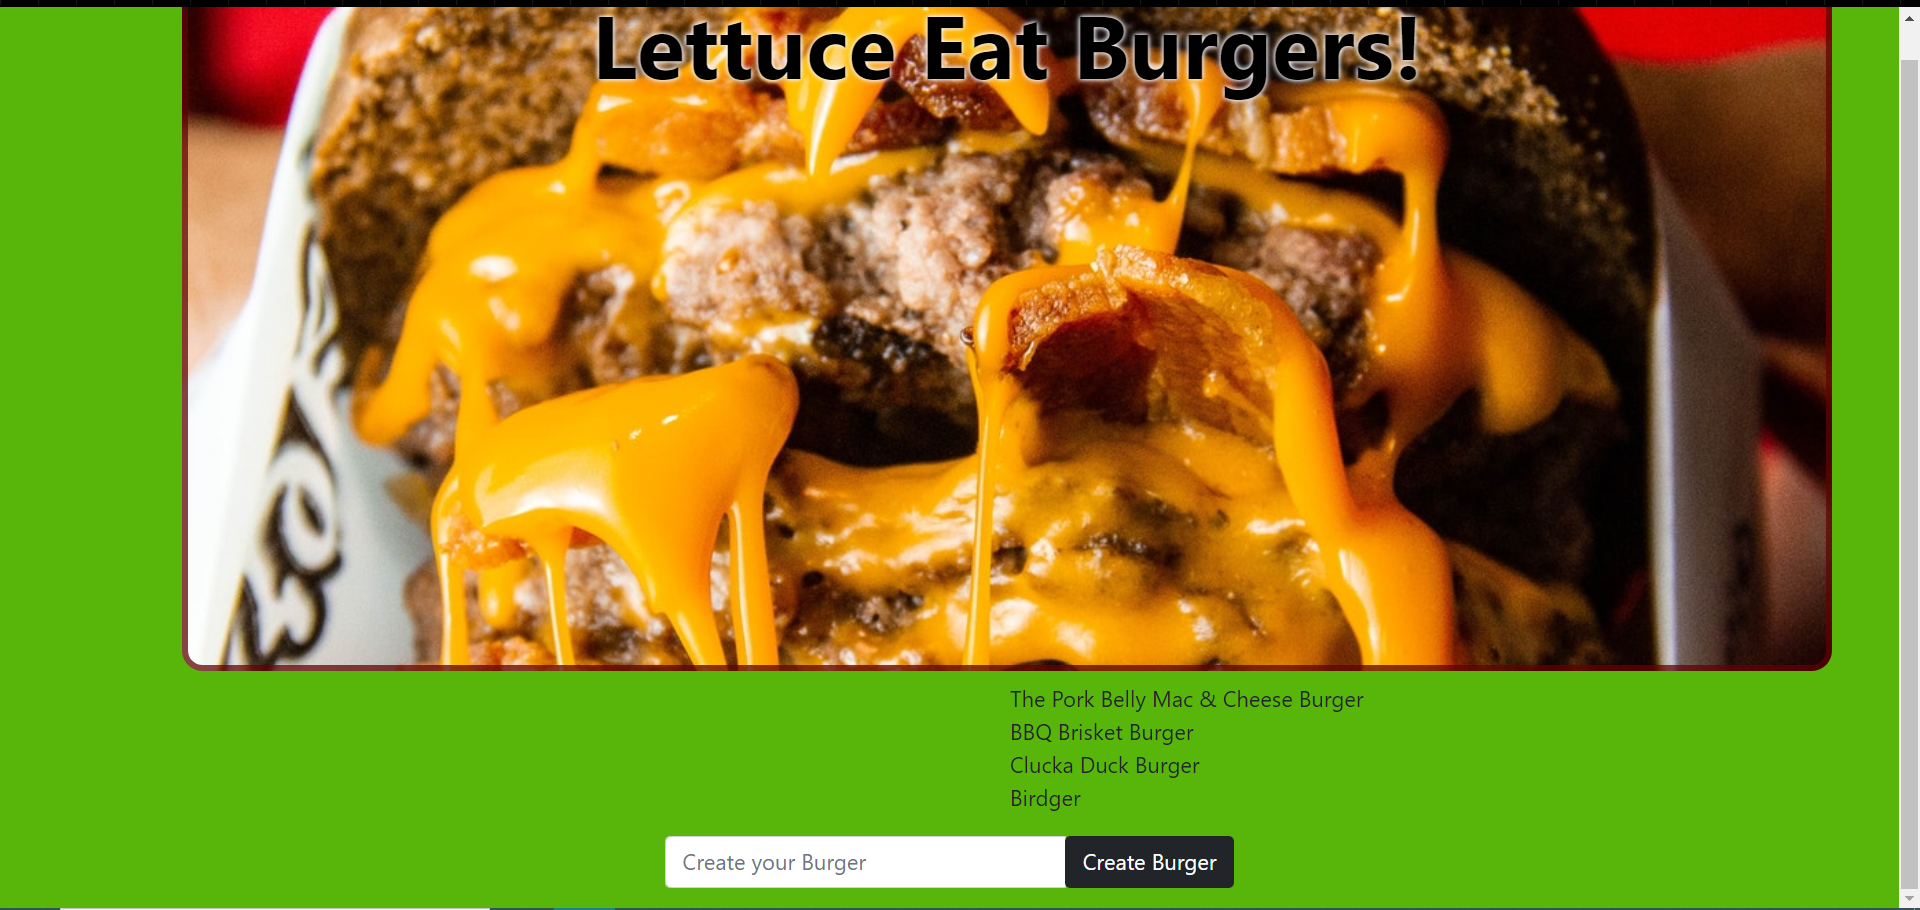 Lettuce Eat Burgers!
The Pork Belly Mac & Cheese Burger
BBQ Brisket Burger
Clucka Duck Burger
Birdger
Create your Burger
Create Burger